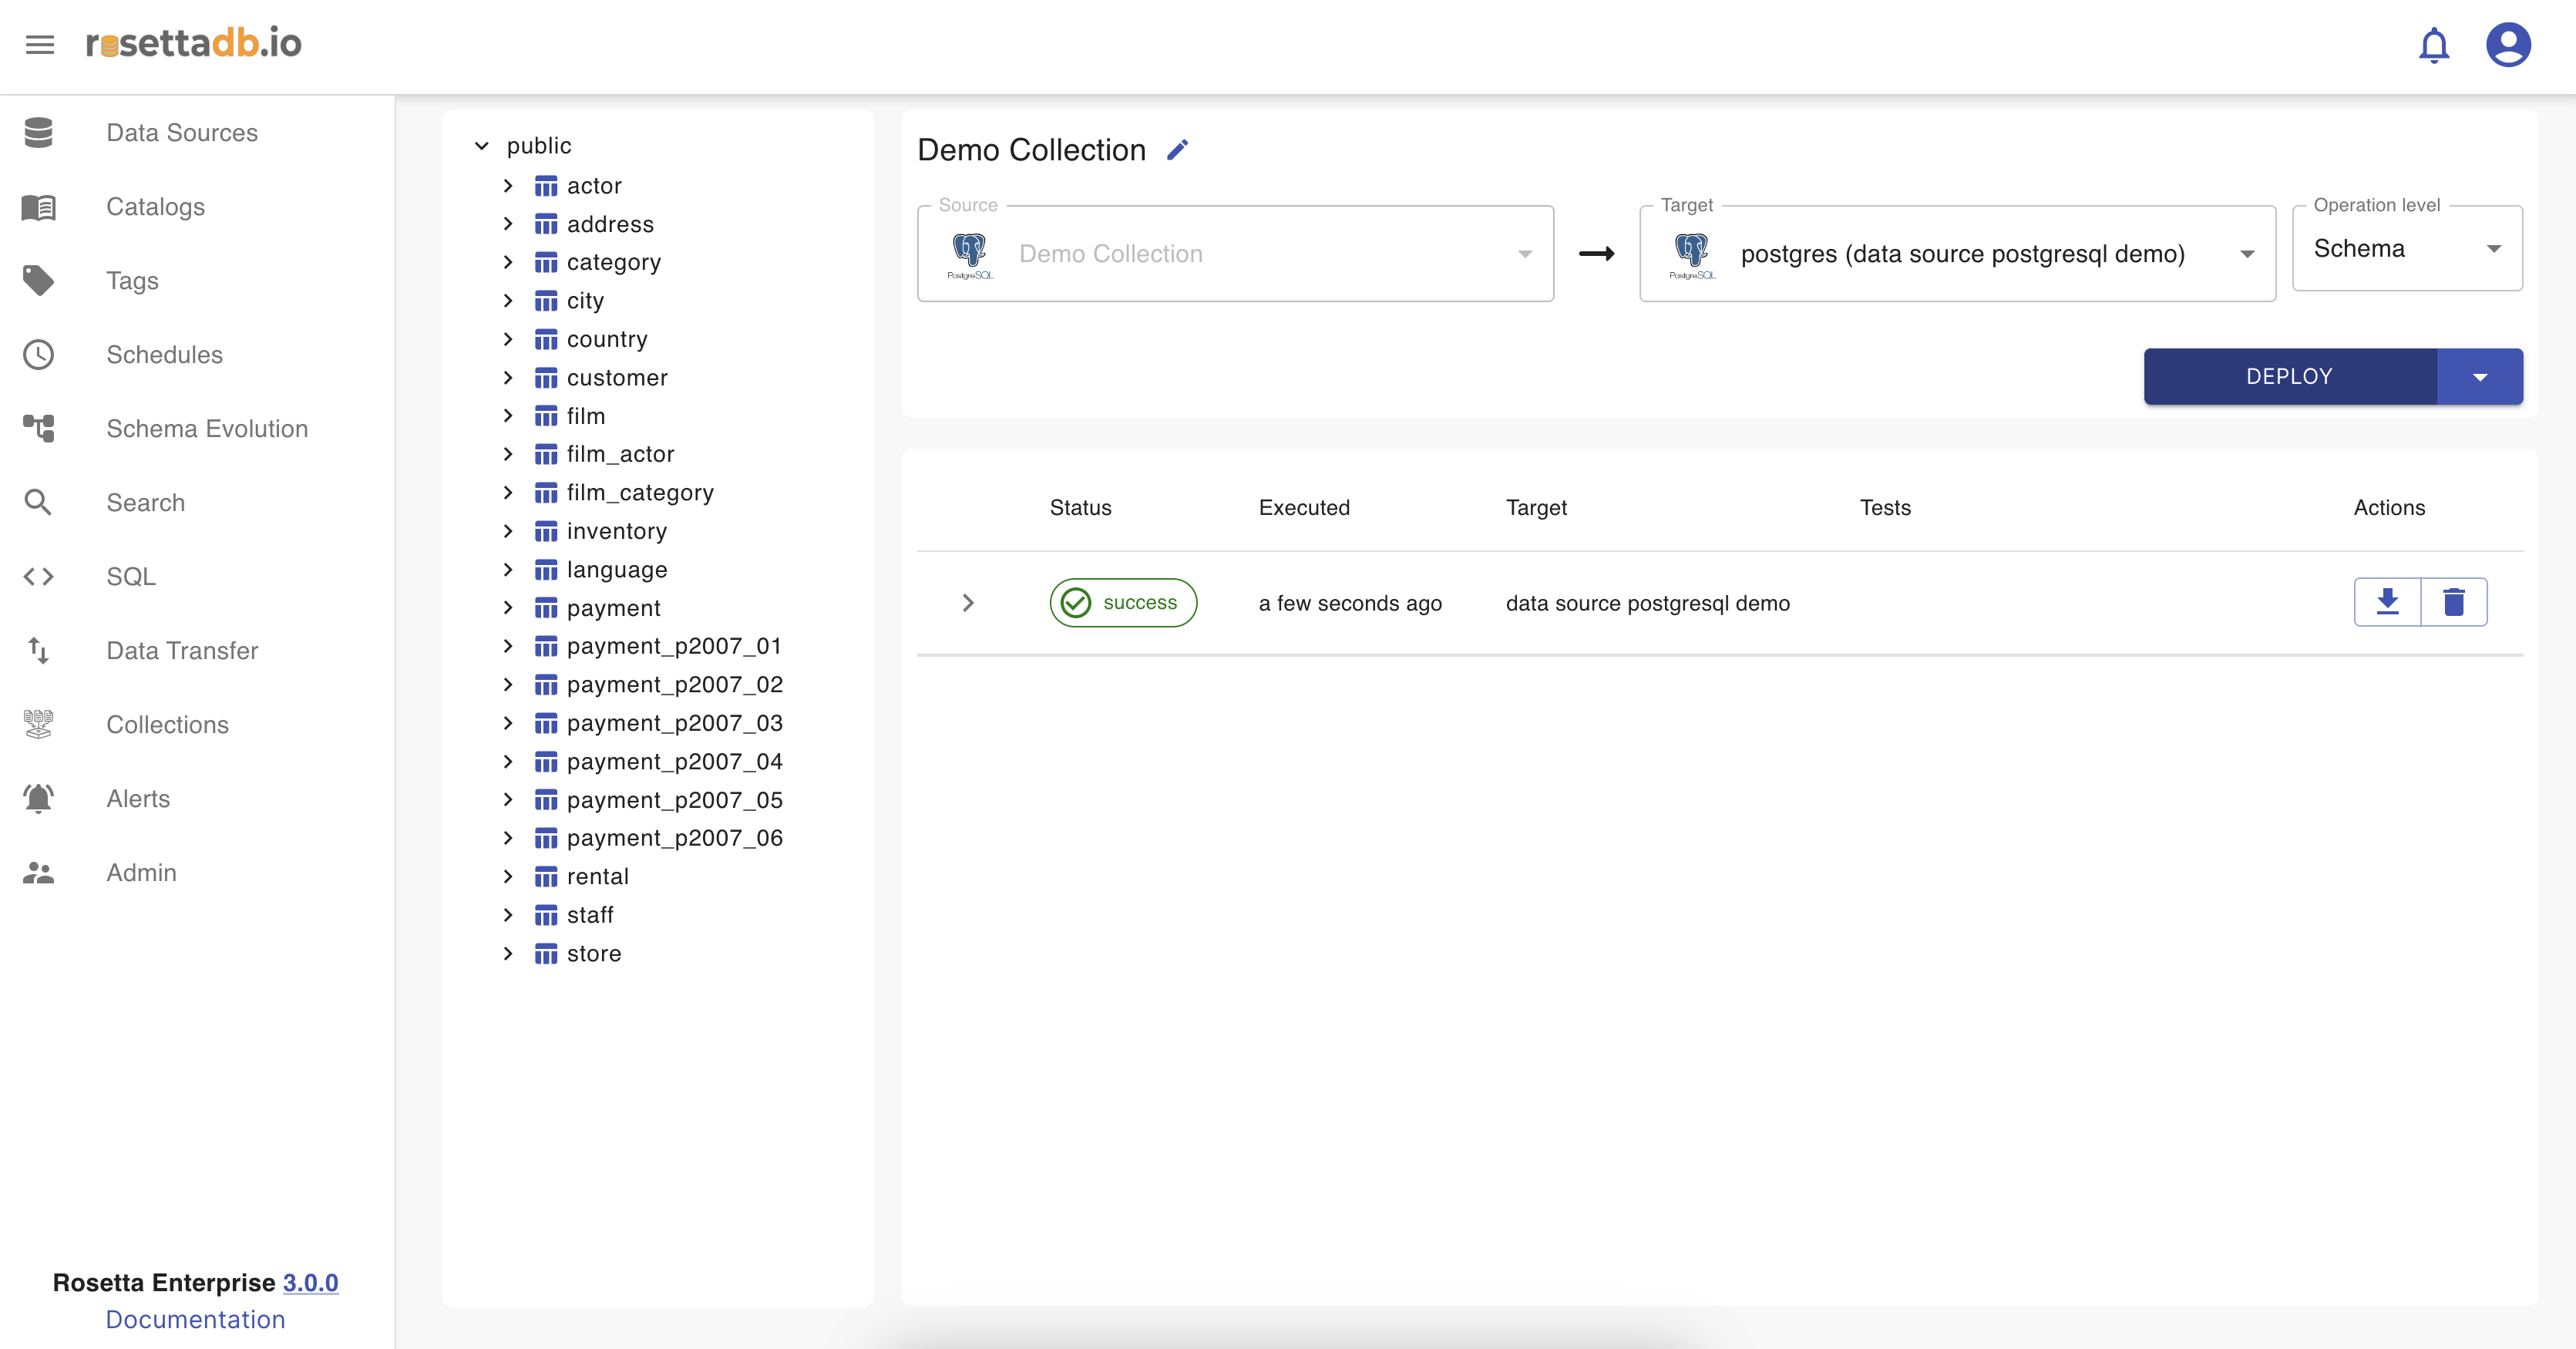 rosettadb.io
Data Sources
Catalogs
Tags
Schedules
Schema Evolution
Search
SQL
Data Transfer
Collections
Alerts
Admin
Rosetta Enterprise 3.0.0
Documentation
public
actor
address
category
city
country
customer
film
film_actor
film_category
inventory
language
payment
payment_p2007_01
payment_p2007_02
payment_p2007_03
payment_p2007_04
payment_p2007_05
payment_p2007_06
rental
staff
store
Demo Collection
Source
PostgreSQL
Demo Collection
Target
PostgreSQL
postgres (data source postgresql demo)
Operation level
Schema
DEPLOY
Status Executed Target Tests Actions
success a few seconds ago data source postgresql demo